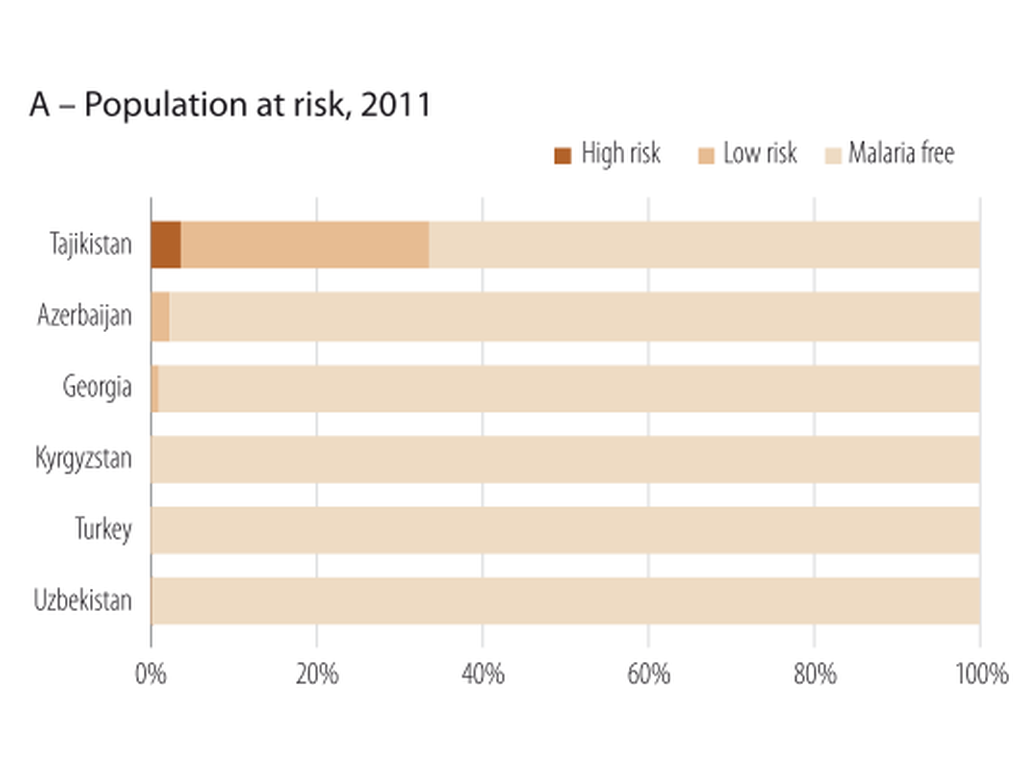 A – Population at risk, 2011
High risk Low risk Malaria free
Tajikistan
Azerbaijan
Georgia
Kyrgyzstan
Turkey
Uzbekistan
0% 20% 40% 60% 80% 100%